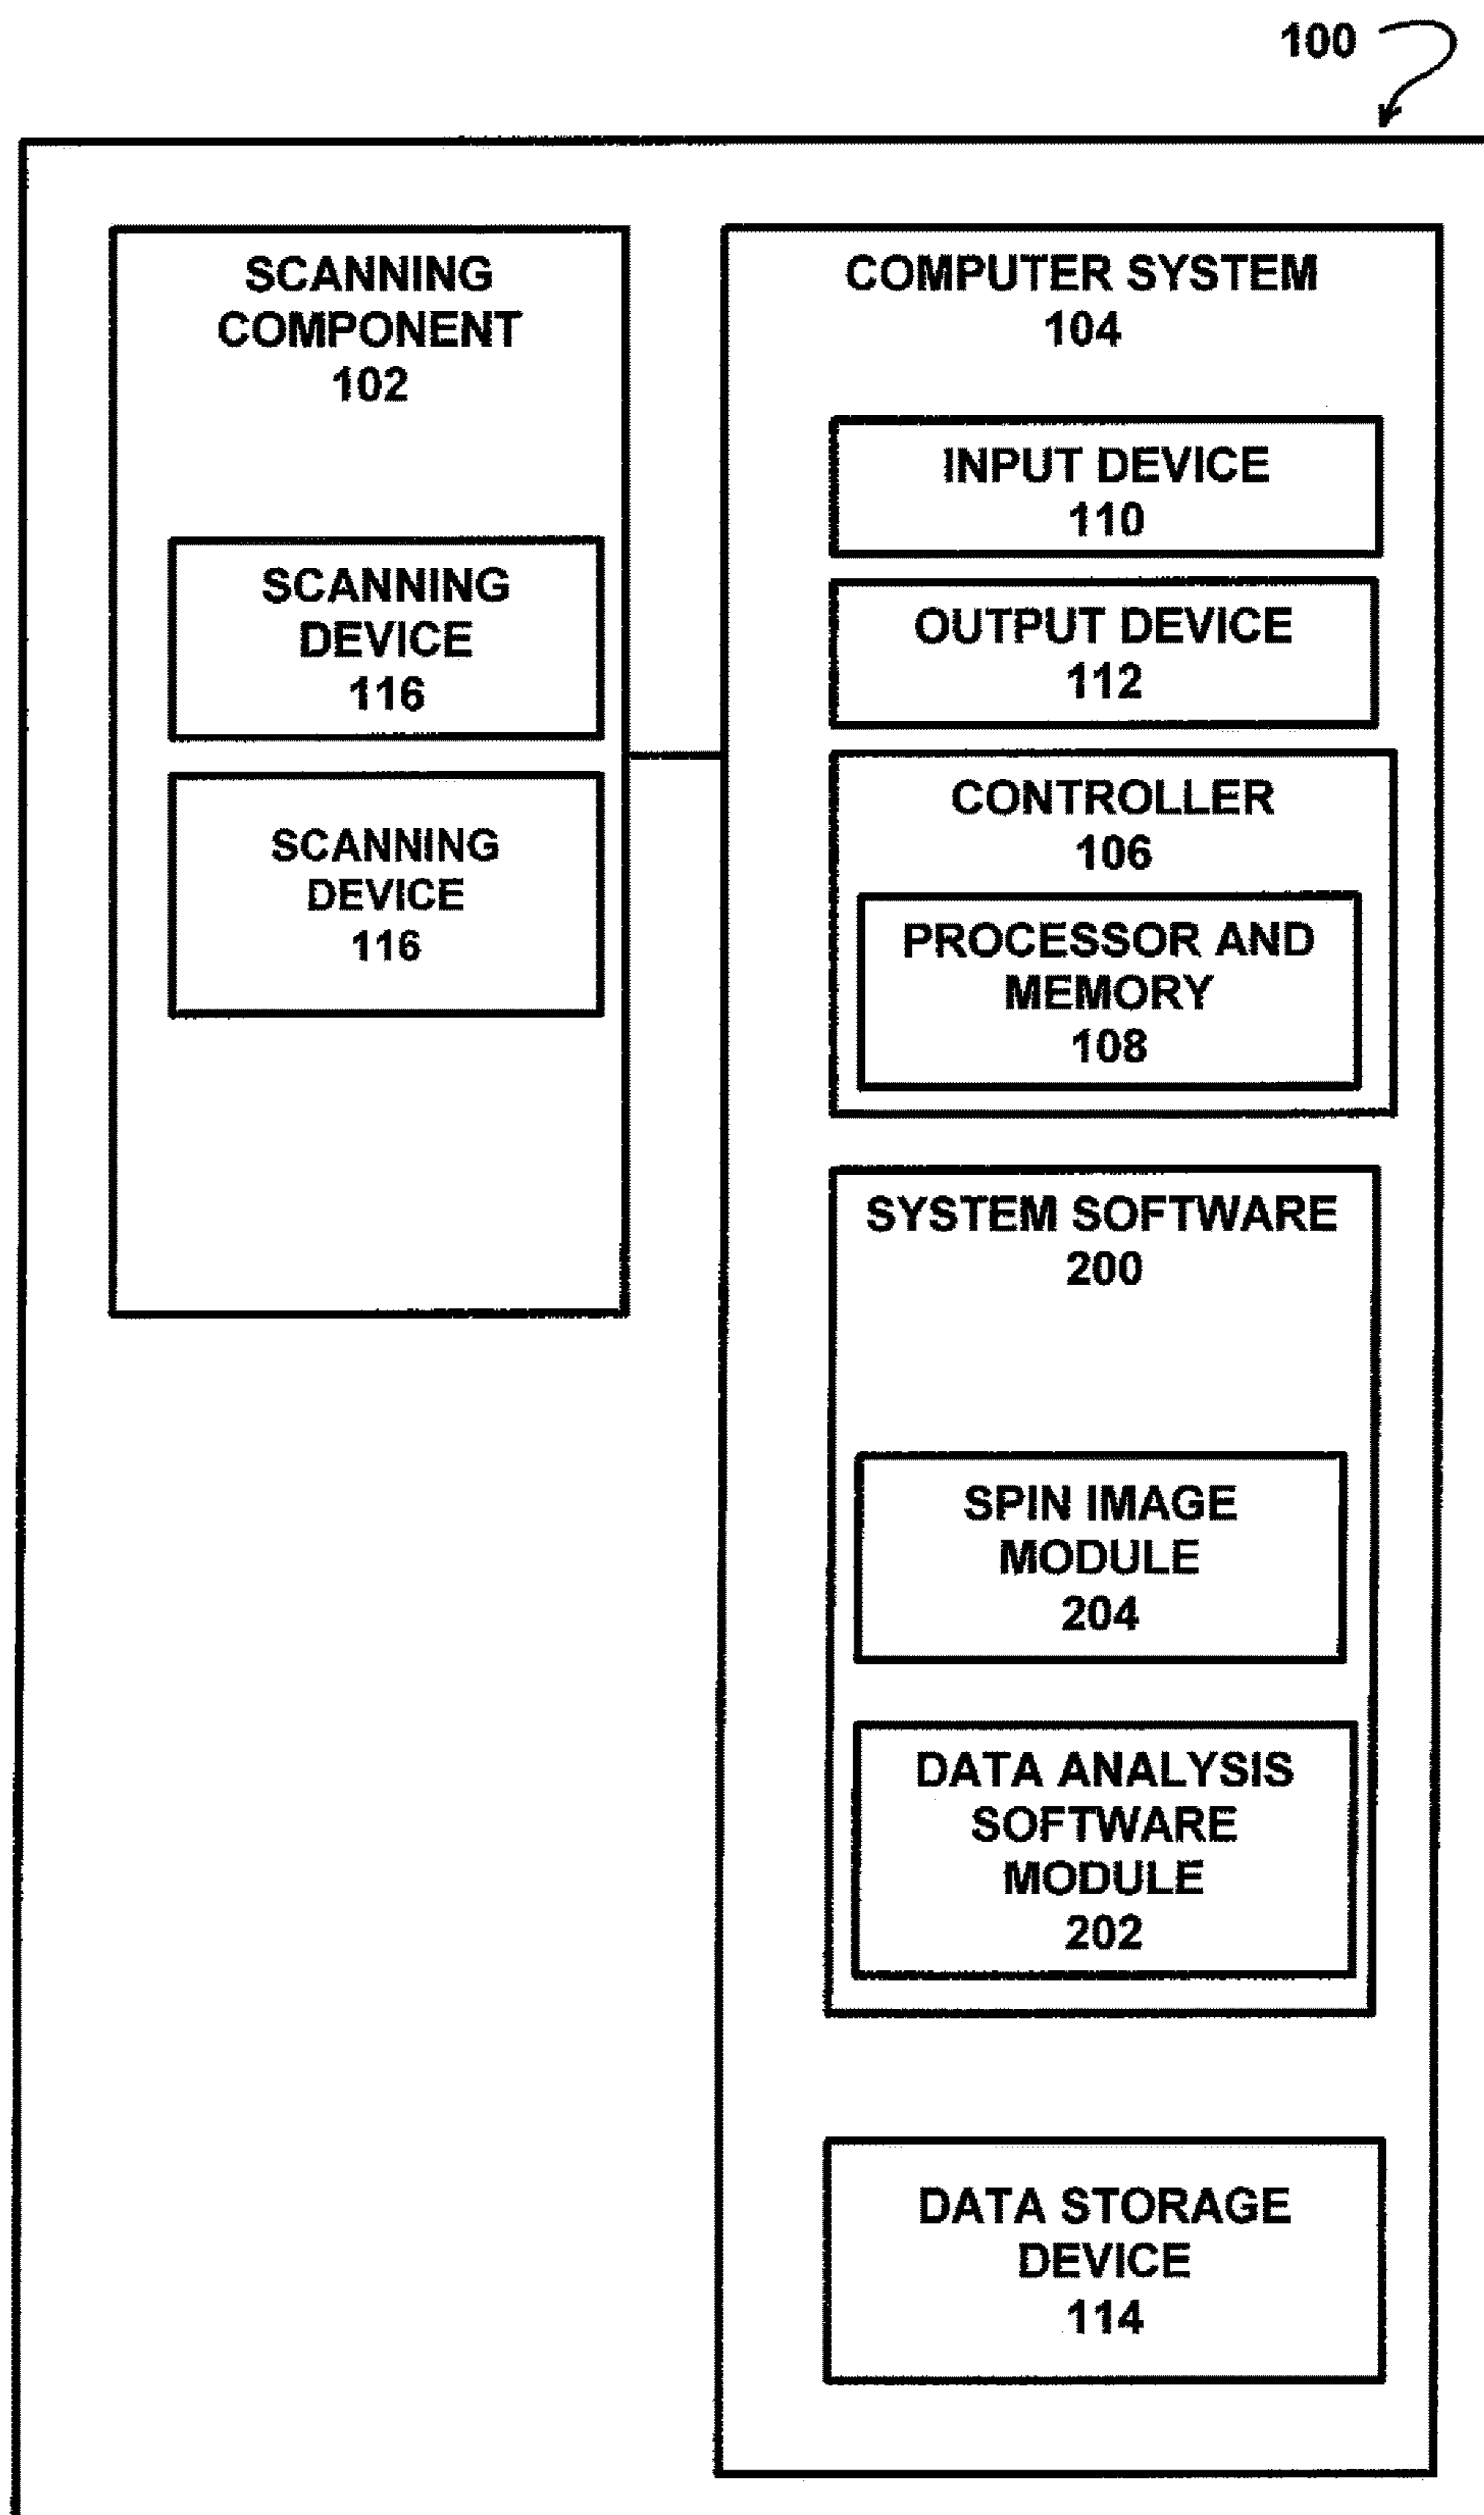 100
SCANNING
COMPONENT
102
SCANNING
DEVICE
116
SCANNING
DEVICE
116
COMPUTER SYSTEM
104
INPUT DEVICE
110
OUTPUT DEVICE
112
CONTROLLER
106
PROCESSOR AND
MEMORY
108
SYSTEM SOFTWARE
200
SPIN IMAGE
MODULE
204
DATA ANALYSIS
SOFTWARE
MODULE
202
DATA STORAGE
DEVICE
114